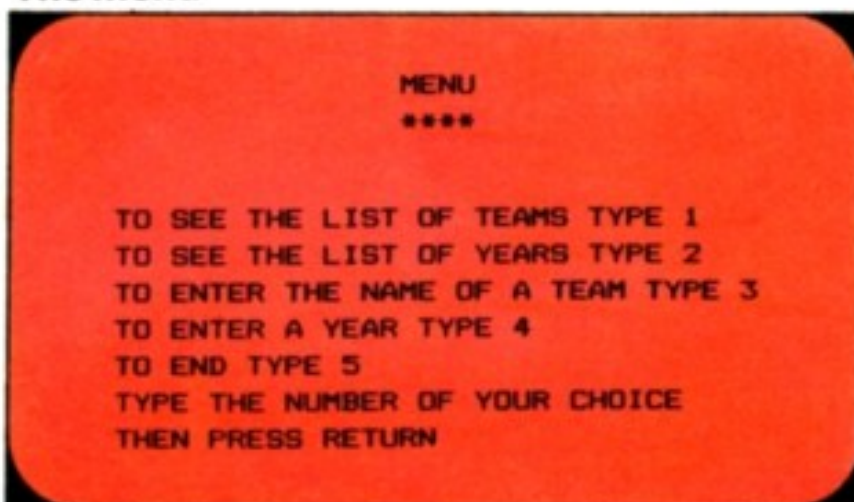 MENU
****
TO SEE THE LIST OF TEAMS TYPE 1
TO SEE THE LIST OF YEARS TYPE 2
TO ENTER THE NAME OF A TEAM TYPE 3
TO ENTER A YEAR TYPE 4
TO END TYPE 5
TYPE THE NUMBER OF YOUR CHOICE
THEN PRESS RETURN